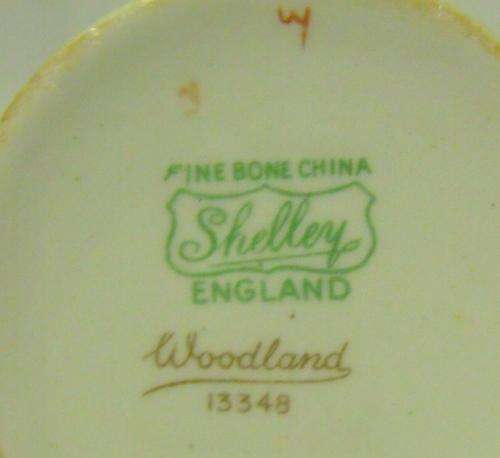 W
FINE BONE CHINA
Shelley
ENGLAND
Woodland
13348